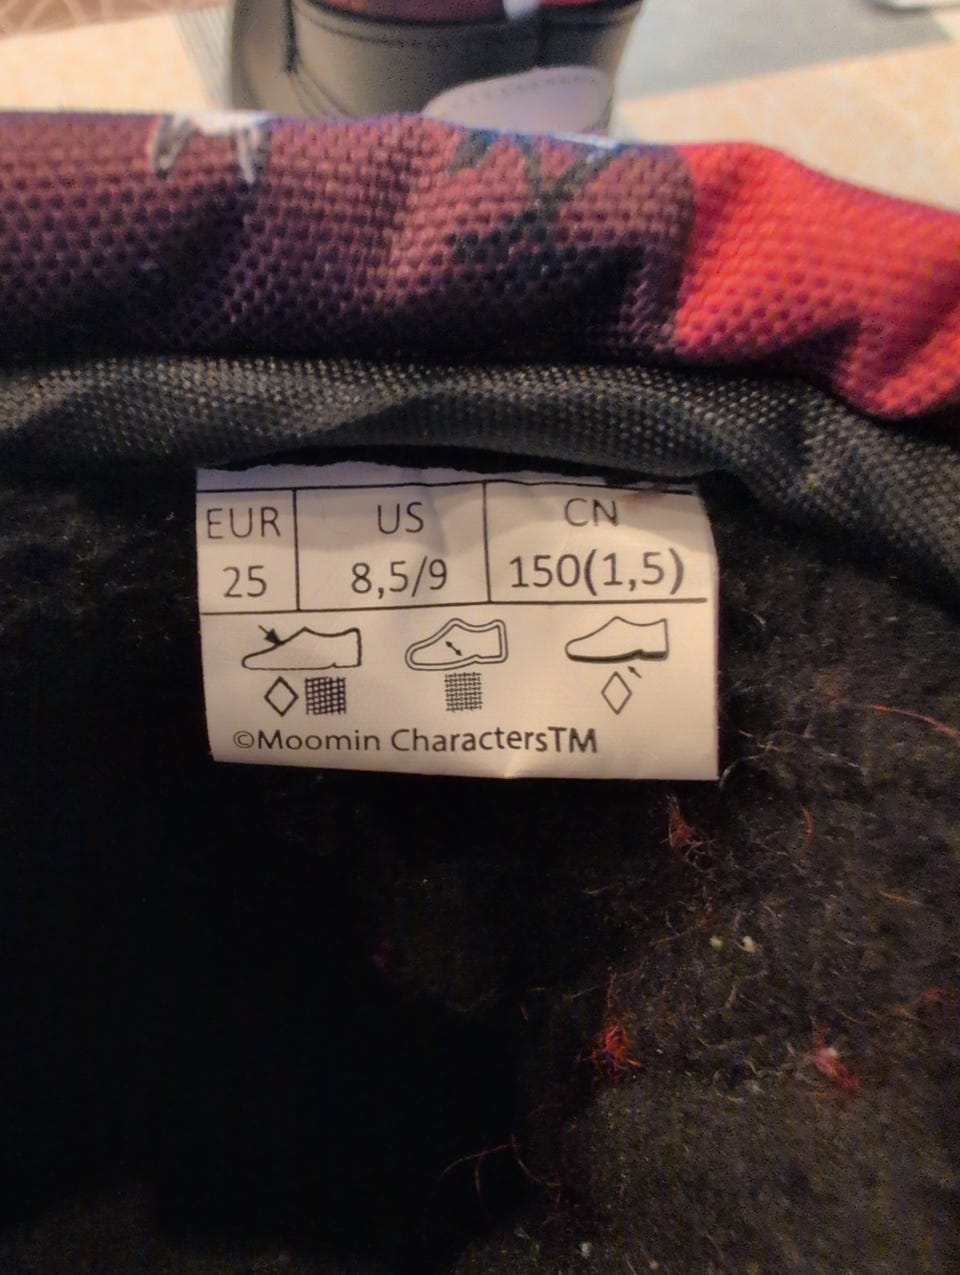 EUR US CN
25 8,5/9 150(1,5)
©Moomin CharactersTM